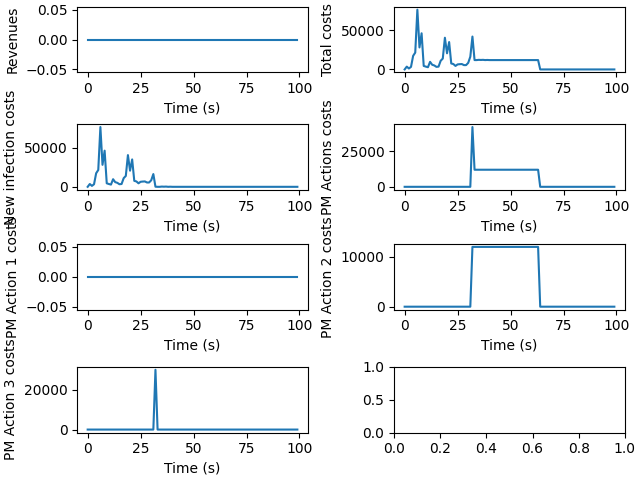 Revenues
0.05
0.00
−0.05
0 25 50 75 100
Time (s)
Total costs
50000
0
0 25 50 75 100
Time (s)
New infection costs
50000
0
0 25 50 75 100
Time (s)
PM Actions costs
25000
0
0 25 50 75 100
Time (s)
PM Action 1 costs
0.05
0.00
−0.05
0 25 50 75 100
Time (s)
PM Action 2 costs
10000
0
0 25 50 75 100
Time (s)
PM Action 3 costs
20000
0
0 25 50 75 100
Time (s)
1.0
0.5
0.0
0.0 0.2 0.4 0.6 0.8 1.0